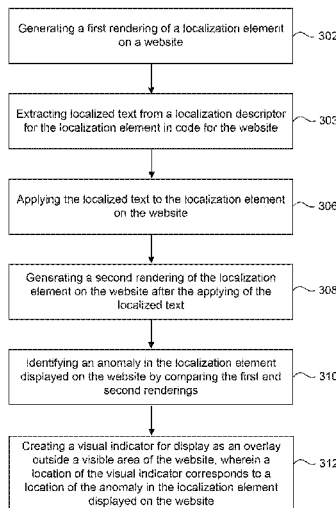 Generating a first rendering of a localization element
on a website
302
Extracting localized text from a localization descriptor
for the localization element in code for the website
303
Applying the localized text to the localization element
on the website
306
Generating a second rendering of the localization
element on the website after the applying of the
localized text
308
Identifying an anomaly in the localization element
displayed on the website by comparing the first and
second renderings
310
Creating a visual indicator for display as an overlay
outside a visible area of the website, wherein a
location of the visual indicator corresponds to a
location of the anomaly in the localization element
displayed on the website
312